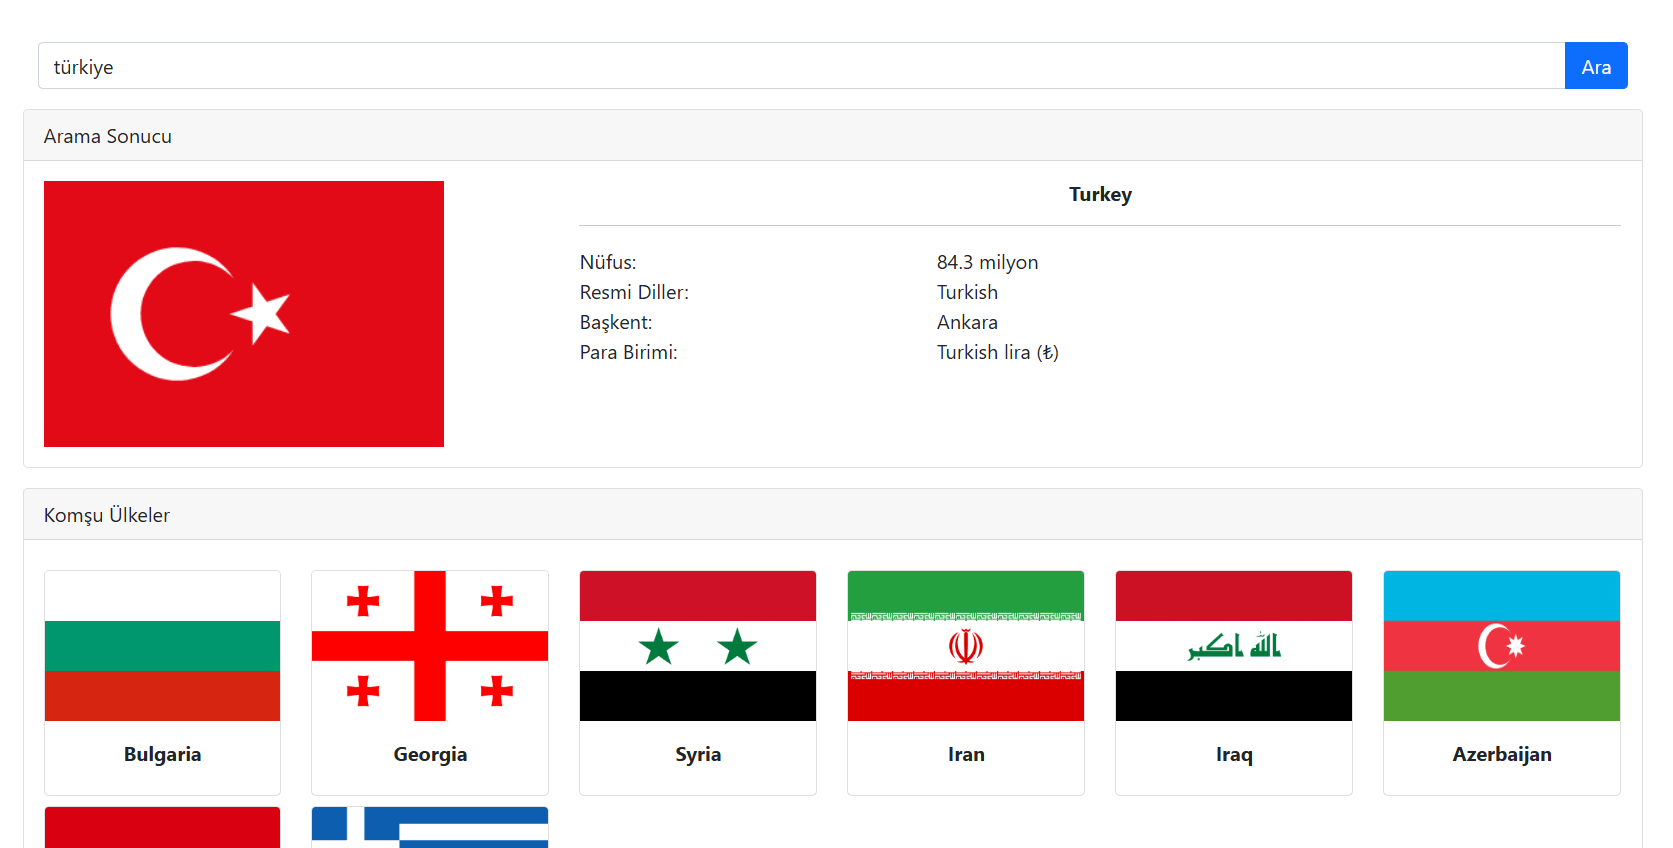 türkiye
Ara
Arama Sonucu
Turkey
Nüfus: 84.3 milyon
Resmi Diller: Turkish
Başkent: Ankara
Para Birimi: Turkish lira (₺)
Komşu Ülkeler
الله اكبر
Bulgaria
Georgia
Syria
Iran
Iraq
Azerbaijan